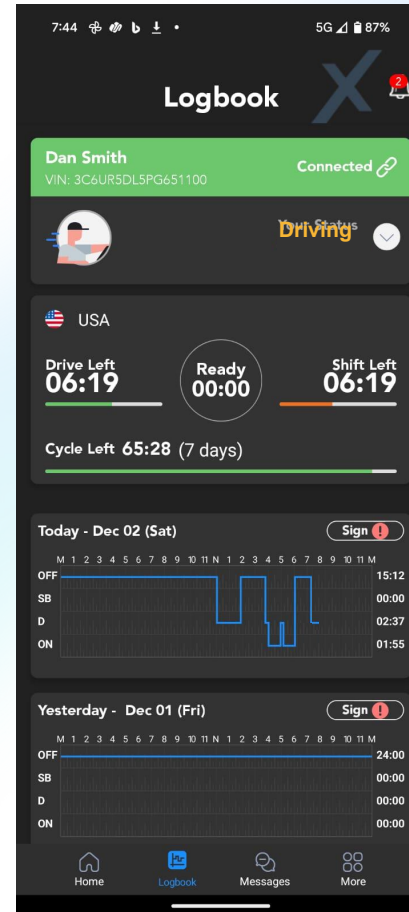 7:44 5G 87%
Logbook
2
Dan Smith
VIN: 3C6UR5DL5PG651100
Connected
Your Status
Driving
USA
Drive Left
06:19
Ready
00:00
Shift Left
06:19
Cycle Left 65:28 (7 days)
Today - Dec 02 (Sat)
Sign !
M 1 2 3 4 5 6 7 8 9 10 11 N 1 2 3 4 5 6 7 8 9 10 11 M
OFF 15:12
SB 00:00
D 02:37
ON 01:55
Yesterday - Dec 01 (Fri)
Sign !
M 1 2 3 4 5 6 7 8 9 10 11 N 1 2 3 4 5 6 7 8 9 10 11 M
OFF 24:00
SB 00:00
D 00:00
ON 00:00
Home Logbook Messages More